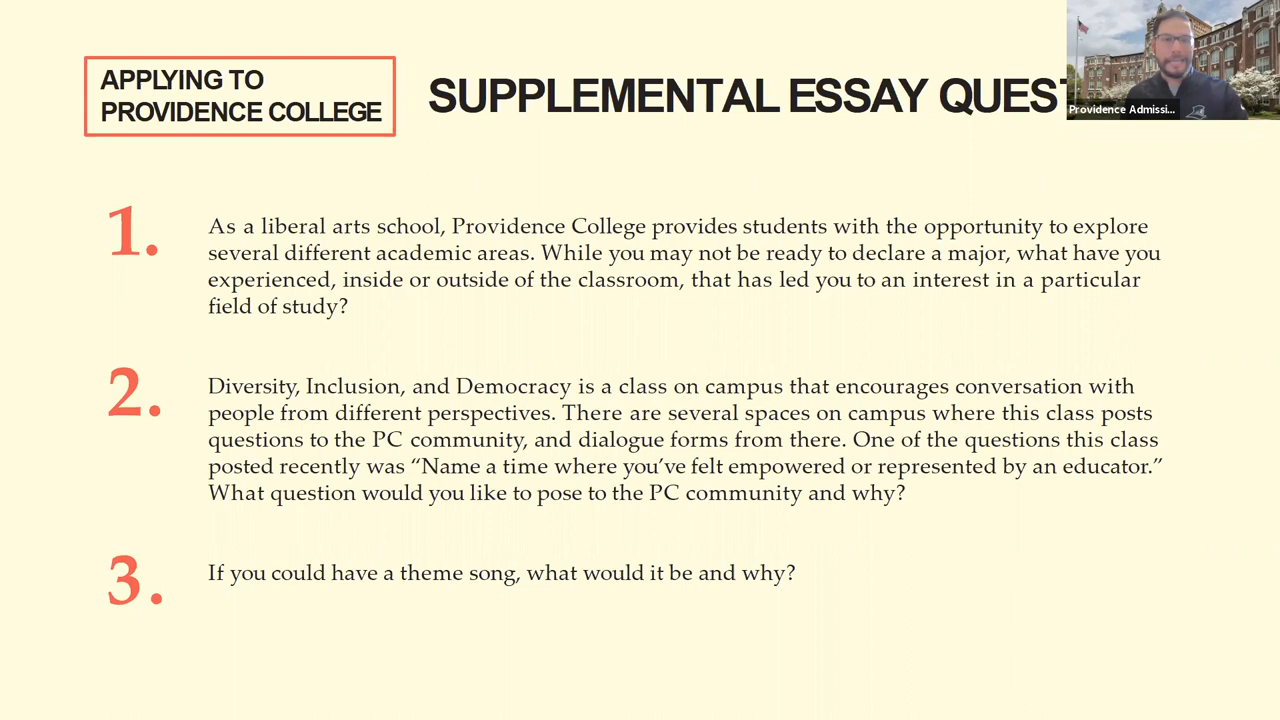 APPLYING TO
PROVIDENCE COLLEGE
SUPPLEMENTAL ESSAY QUEST
Providence Admissi...
1.
As a liberal arts school, Providence College provides students with the opportunity to explore
several different academic areas. While you may not be ready to declare a major, what have you
experienced, inside or outside of the classroom, that has led you to an interest in a particular
field of study?
2.
Diversity, Inclusion, and Democracy is a class on campus that encourages conversation with
people from different perspectives. There are several spaces on campus where this class posts
questions to the PC community, and dialogue forms from there. One of the questions this class
posted recently was “Name a time where you’ve felt empowered or represented by an educator.”
What question would you like to pose to the PC community and why?
3.
If you could have a theme song, what would it be and why?